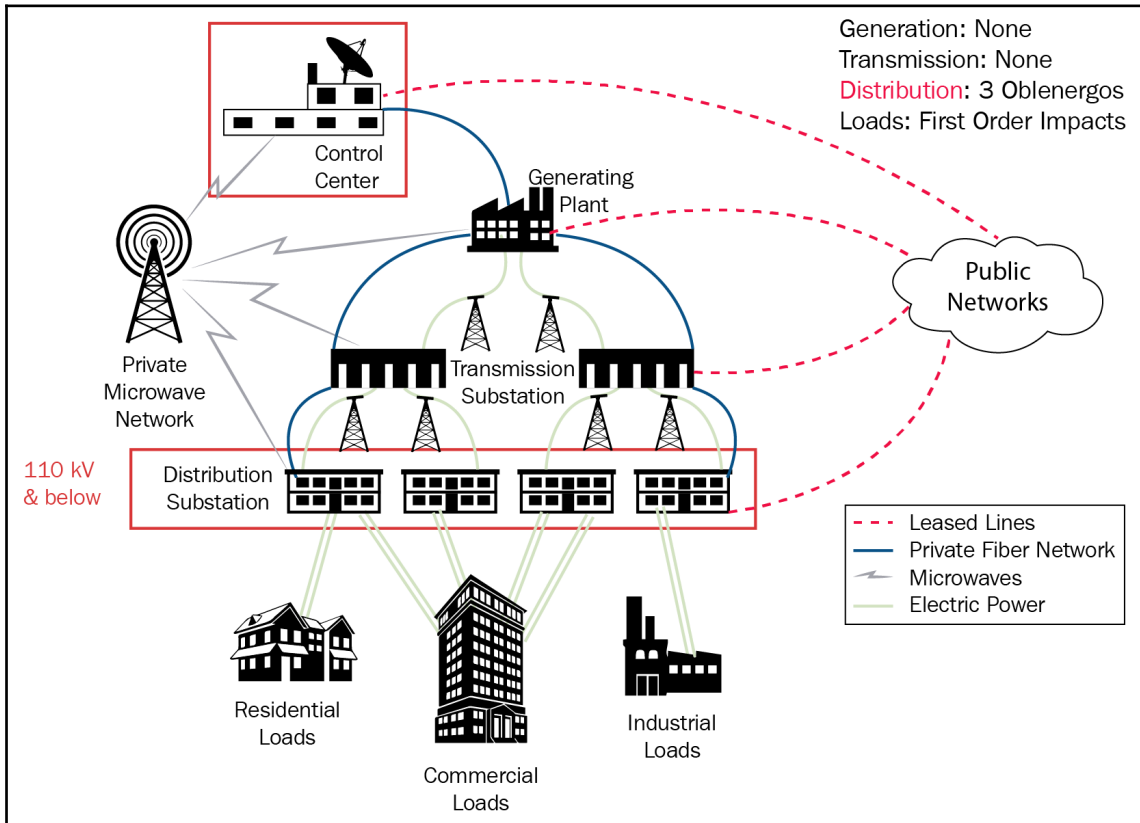 Generation: None
Transmission: None
Distribution: 3 Oblenergos
Loads: First Order Impacts
Control
Center
Generating
Plant
Public
Networks
Private
Microwave
Network
Transmission
Substation
110 kV
& below
Distribution
Substation
Leased Lines
Private Fiber Network
Microwaves
Electric Power
Residential
Loads
Commercial
Loads
Industrial
Loads